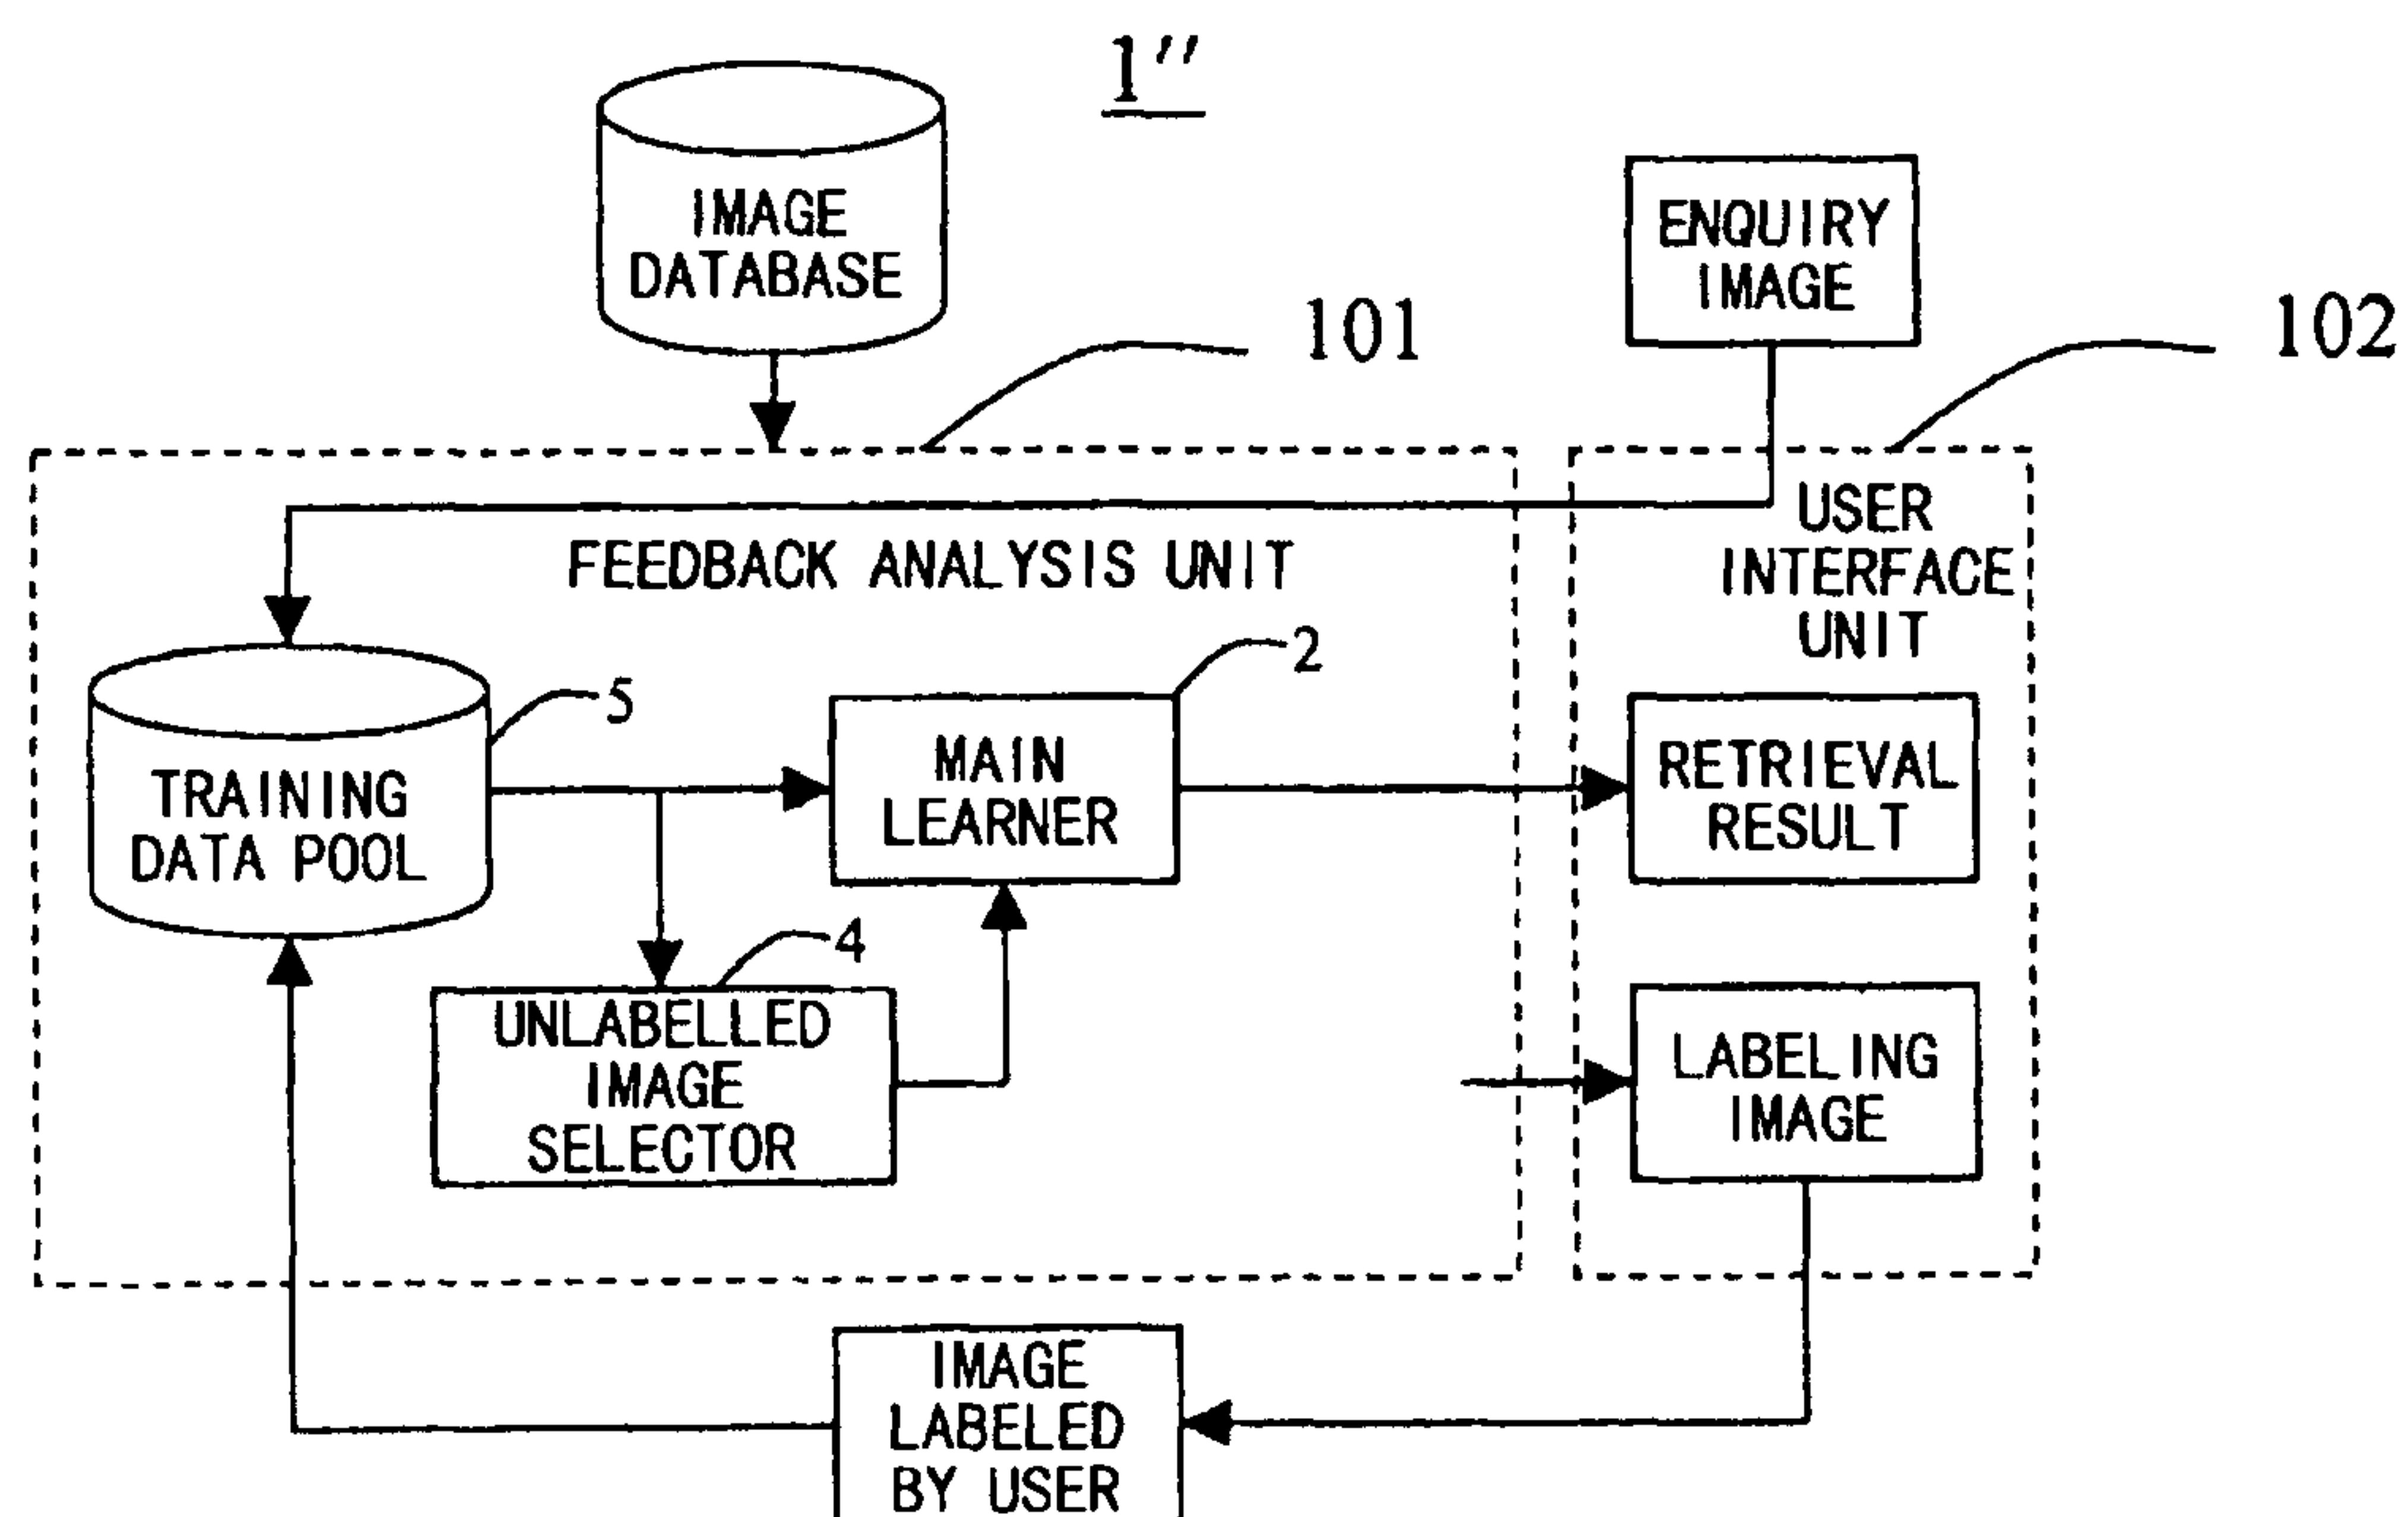 1″
IMAGE
DATABASE
ENQUIRY
IMAGE
101
102
FEEDBACK ANALYSIS UNIT
USER
INTERFACE
UNIT
2
5
TRAINING
DATA POOL
MAIN
LEARNER
RETRIEVAL
RESULT
4
UNLABELLED
IMAGE
SELECTOR
LABELING
IMAGE
IMAGE
LABELED
BY USER